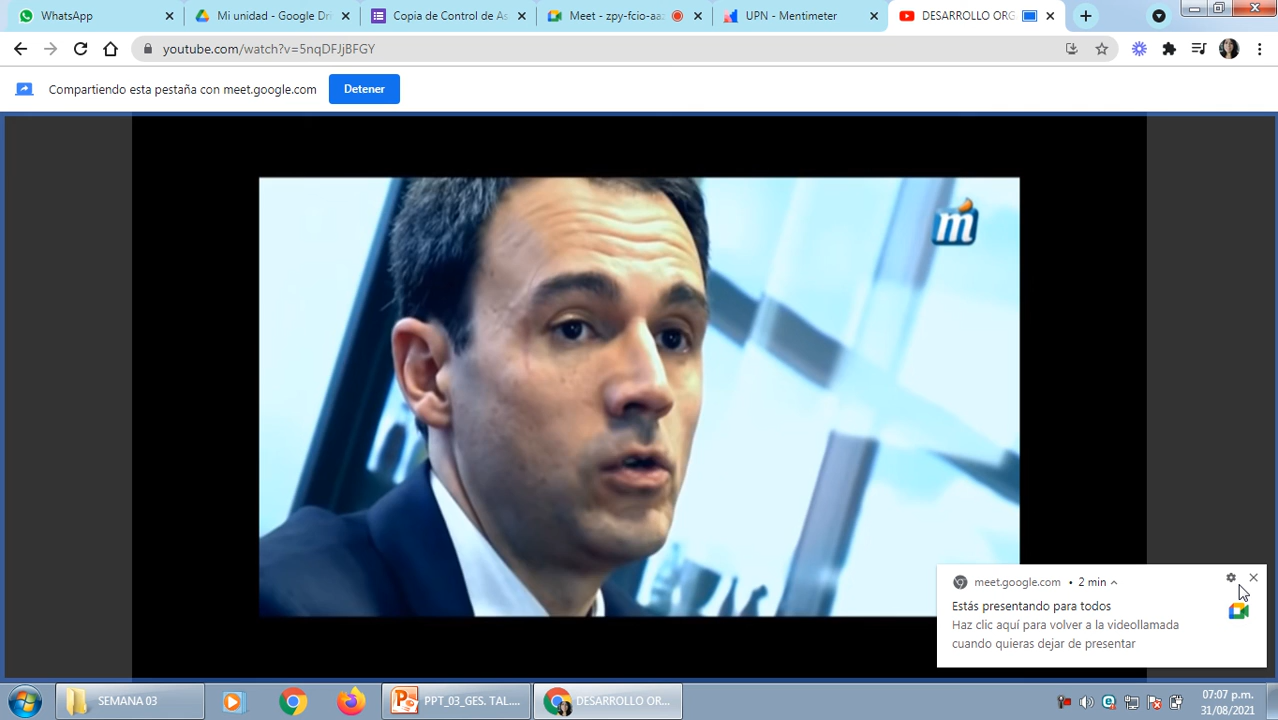 WhatsApp
Mi unidad - Google Dr
Copia de Control de As
Meet - zpy-fcio-aa
UPN - Mentimeter
DESARROLLO ORG
youtube.com/watch?v=5nqDFJjBFGY
Compartiendo esta pestaña con meet.google.com
Detener
m
meet.google.com • 2 min
Estás presentando para todos
Haz clic aquí para volver a la videollamada
cuando quieras dejar de presentar
SEMANA 03
PPT_03_GES. TAL....
DESARROLLO OR...
07:07 p.m.
31/08/2021